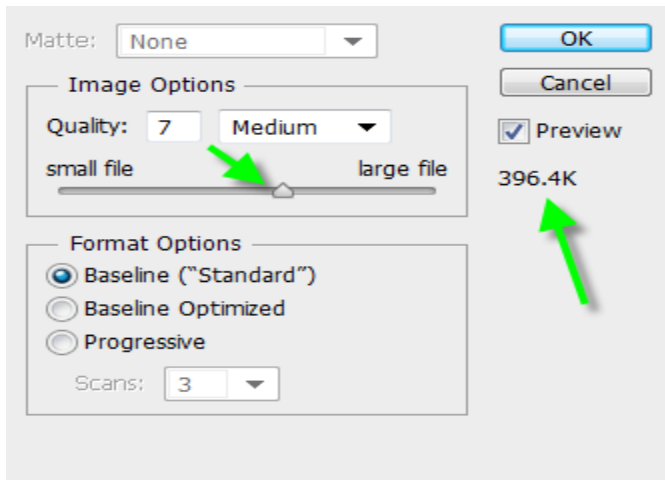 Matte: None
OK
Image Options
Cancel
Quality: 7 Medium
Preview
small file large file
396.4K
Format Options
Baseline (“Standard”)
Baseline Optimized
Progressive
Scans: 3